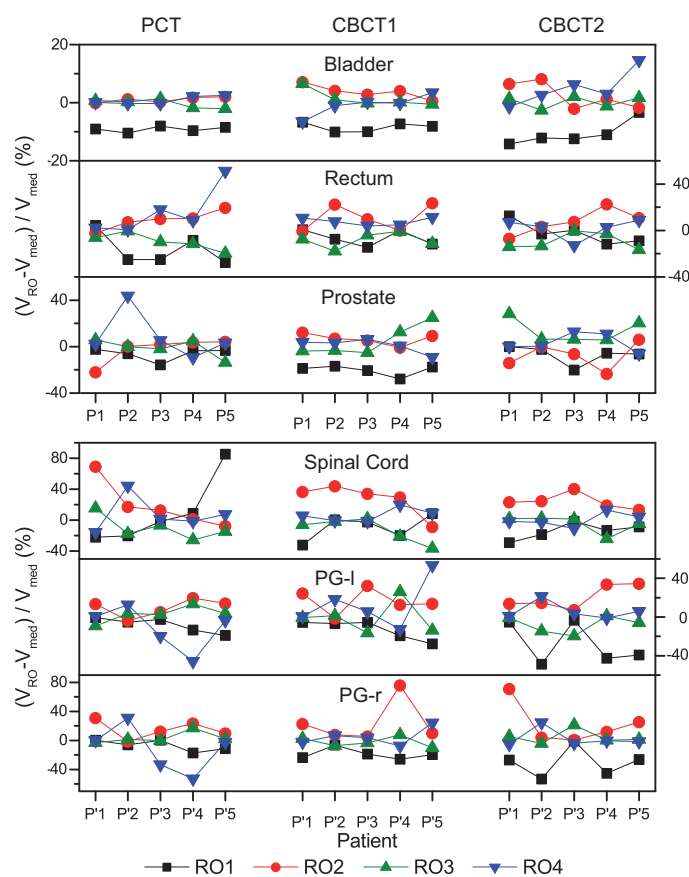 PCT CBCT1 CBCT2
20
Bladder
0
-20
(V_RO-V_med) / V_med (%)
Rectum
40
0
-40
40
Prostate
0
-40
P1 P2 P3 P4 P5 P1 P2 P3 P4 P5 P1 P2 P3 P4 P5
80
Spinal Cord
40
0
-40
(V_RO-V_med) / V_med (%)
PG-l
40
0
-40
80
PG-r
40
0
-40
P'1 P'2 P'3 P'4 P'5 P'1 P'2 P'3 P'4 P'5 P'1 P'2 P'3 P'4 P'5
Patient
RO1 RO2 RO3 RO4